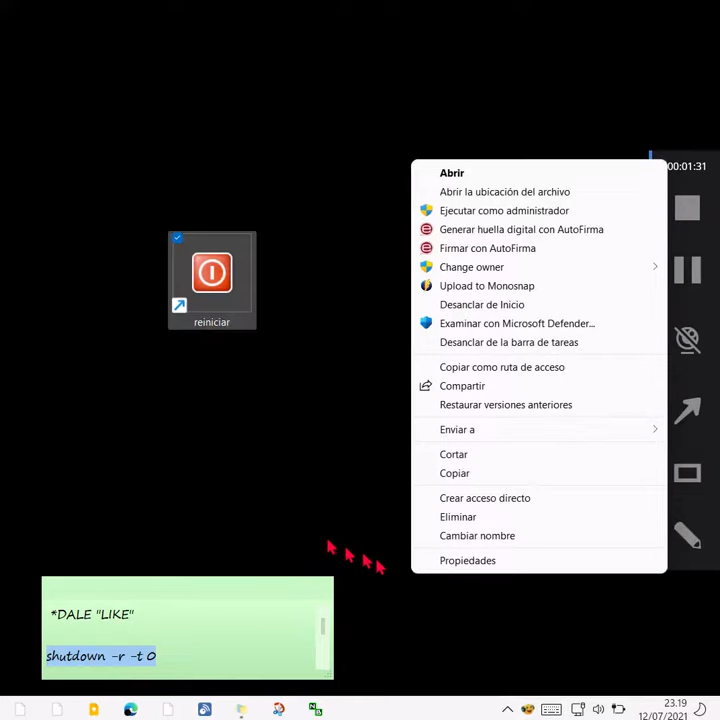 00:01:31
Abrir
Abrir la ubicación del archivo
Ejecutar como administrador
Generar huella digital con AutoFirma
Firmar con AutoFirma
Change owner
Upload to Monosnap
Desanclar de Inicio
Examinar con Microsoft Defender...
Desanclar de la barra de tareas
Copiar como ruta de acceso
Compartir
Restaurar versiones anteriores
Enviar a
Cortar
Copiar
Crear acceso directo
Eliminar
Cambiar nombre
Propiedades
reiniciar
*DALE "LIKE"
shutdown -r -t 0
23.19
12/07/2021